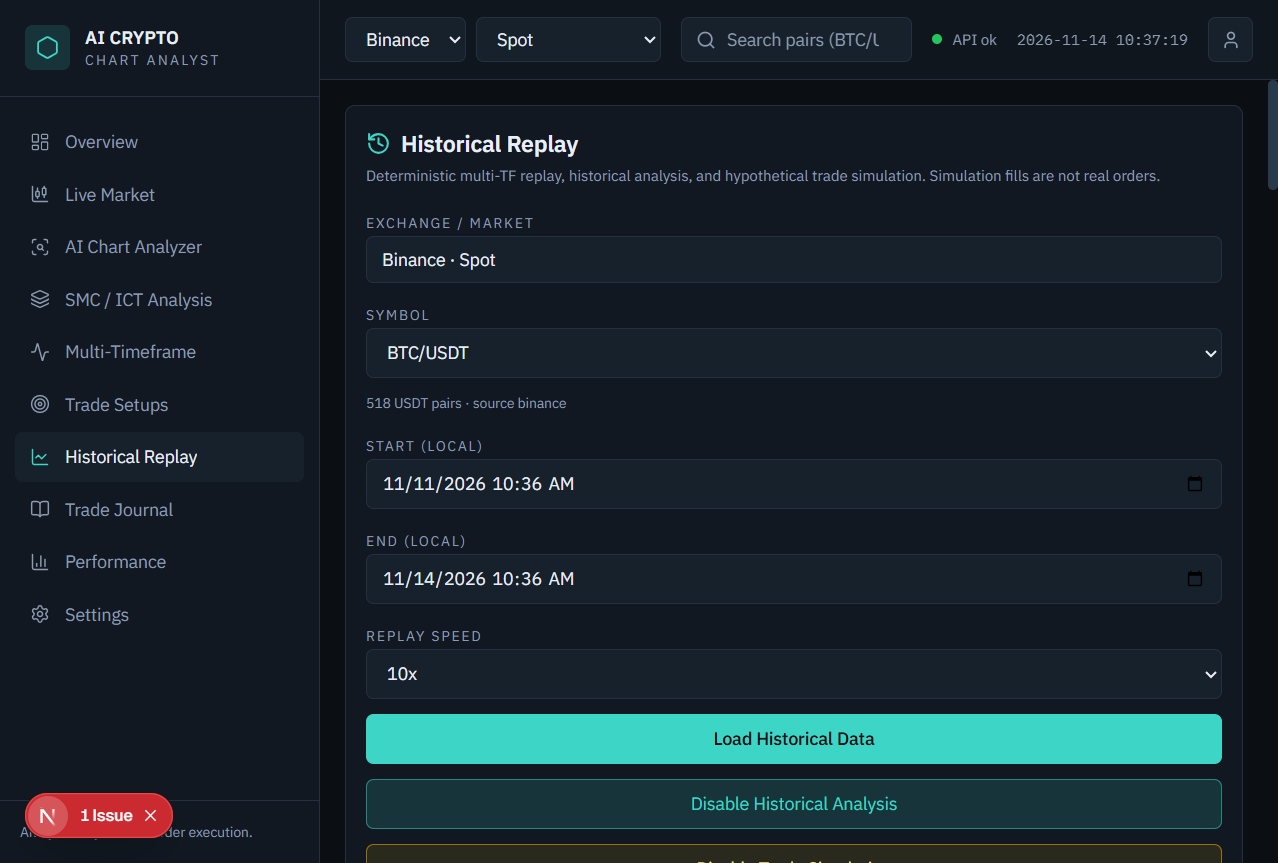 AI CRYPTO
CHART ANALYST
Binance
Spot
Search pairs (BTC/U
API ok
2026-11-14 10:37:19
Overview
Live Market
AI Chart Analyzer
SMC / ICT Analysis
Multi-Timeframe
Trade Setups
Historical Replay
Trade Journal
Performance
Settings
N 1 Issue
order execution.
Historical Replay
Deterministic multi-TF replay, historical analysis, and hypothetical trade simulation. Simulation fills are not real orders.
EXCHANGE / MARKET
Binance · Spot
SYMBOL
BTC/USDT
518 USDT pairs · source binance
START (LOCAL)
11/11/2026 10:36 AM
END (LOCAL)
11/14/2026 10:36 AM
REPLAY SPEED
10x
Load Historical Data
Disable Historical Analysis